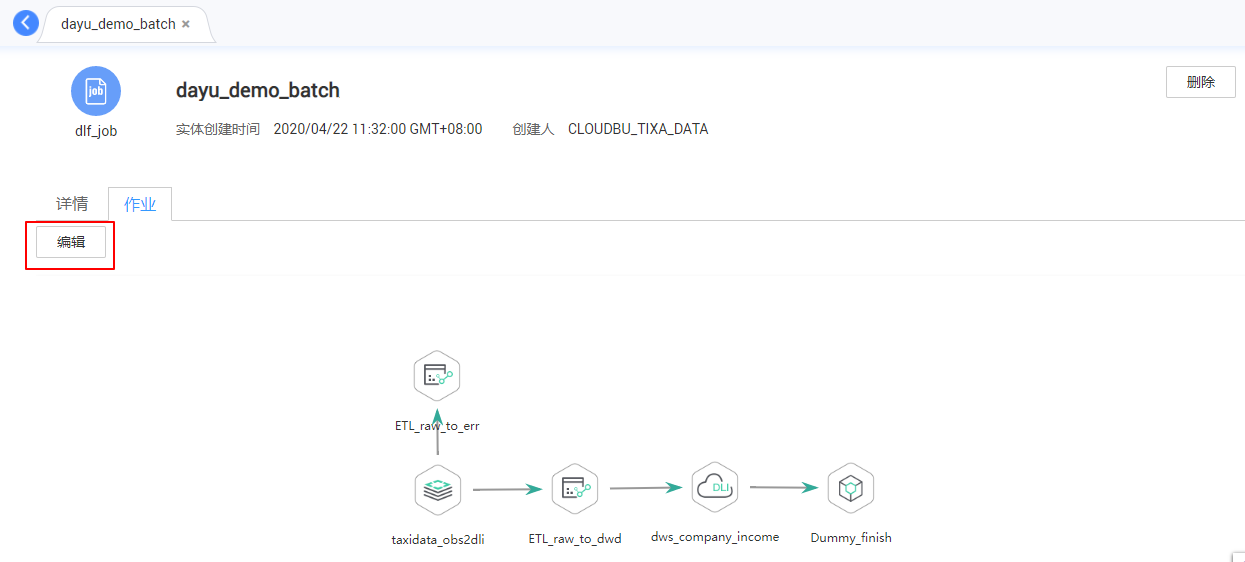 dayu_demo_batch ×
job
dayu_demo_batch
删除
dlf_job
实体创建时间 2020/04/22 11:32:00 GMT+08:00 创建人 CLOUDBU_TIXA_DATA
详情 作业
编辑
ETL_raw_to_err
DLI
taxidata_obs2dli ETL_raw_to_dwd dws_company_income Dummy_finish